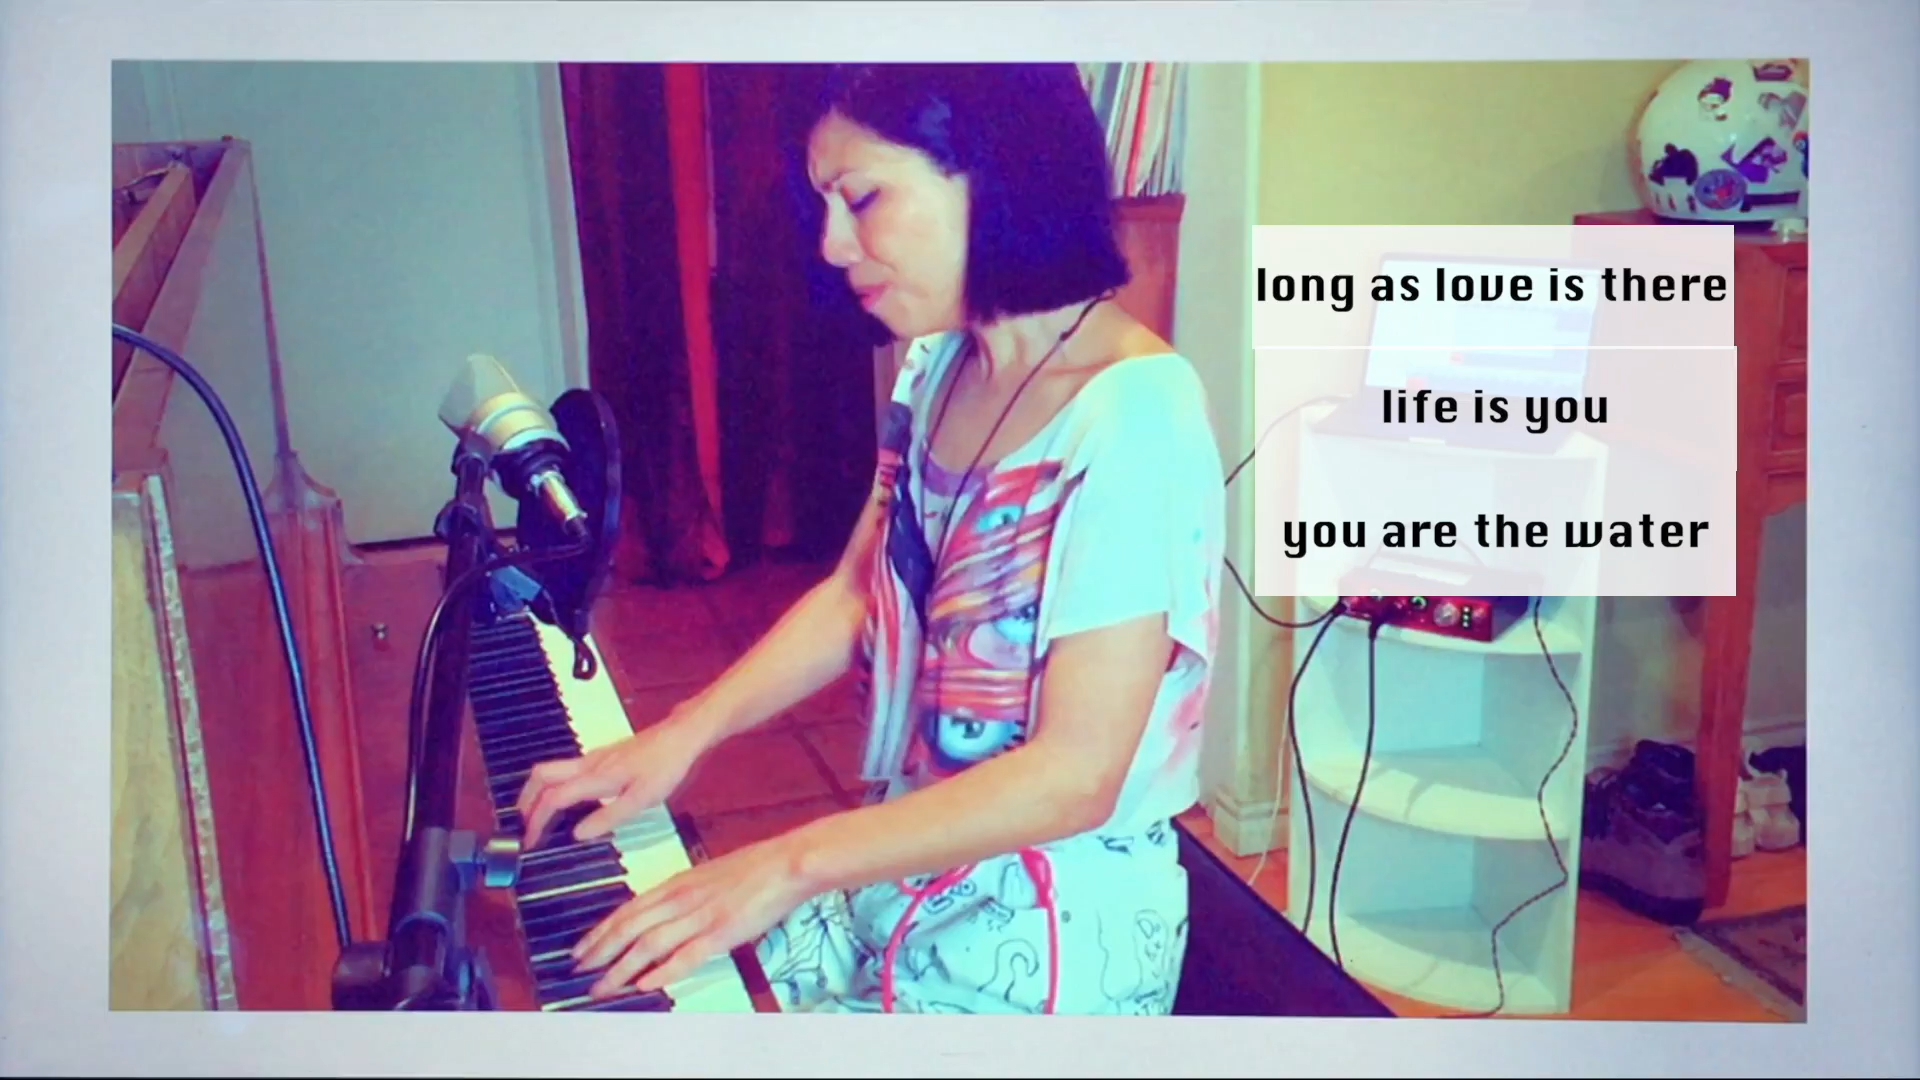 long as love is there
life is you
you are the water